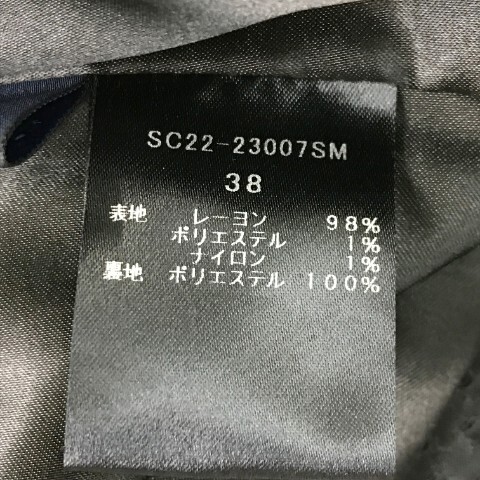 SC22-23007SM
38
表地 レーヨン 98%
ポリエステル 1%
ナイロン 1%
裏地 ポリエステル 100%